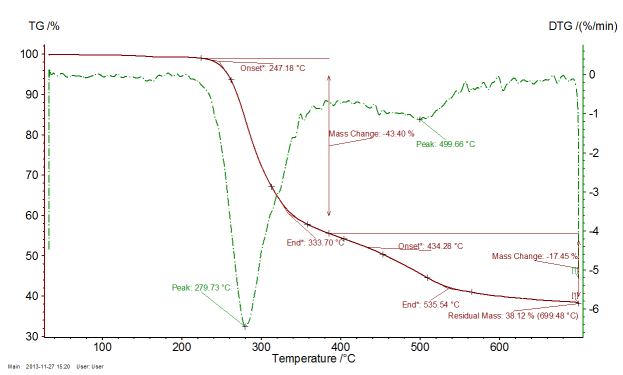 TG /%
DTG /(%/min)
100
90
80
70
60
50
40
30
0
-1
-2
-3
-4
-5
-6
Onset*: 247.18 °C
Mass Change: -43.40 %
Peak: 499.66 °C
End*: 333.70 °C
Onset*: 434.28 °C
Mass Change: -17.45 %
[1]
Peak: 279.73 °C
[1]
End*: 535.54 °C
Residual Mass: 38.12 % (699.48 °C)
100 200 300 400 500 600
Temperature /°C
Main 2013-11-27 15:20 User: User